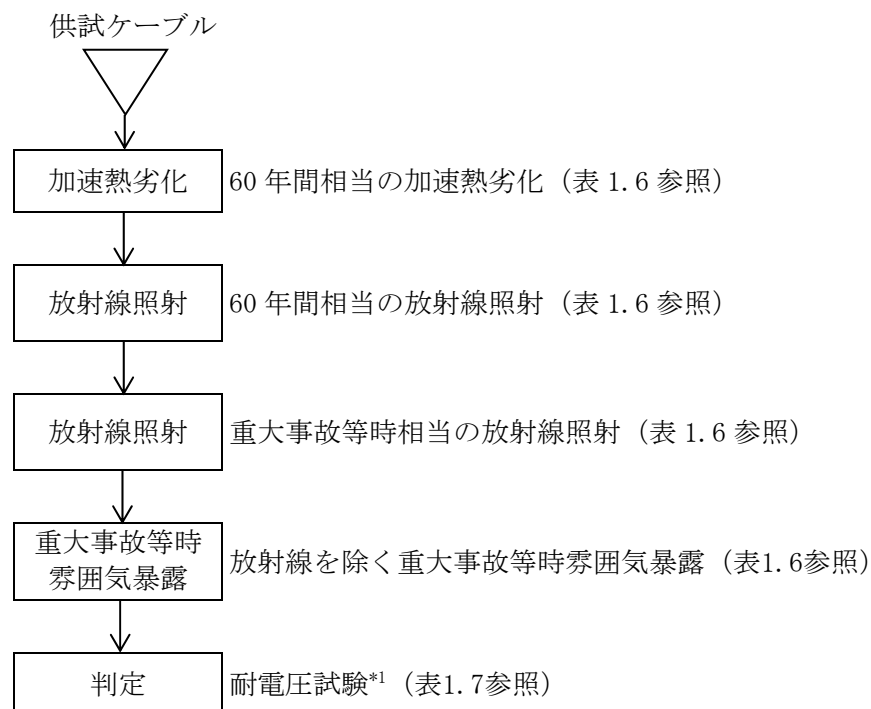 供試ケーブル
加速熱劣化 60年間相当の加速熱劣化（表1.6参照）
放射線照射 60年間相当の放射線照射（表1.6参照）
放射線照射 重大事故等時相当の放射線照射（表1.6参照）
重大事故等時
雰囲気暴露 放射線を除く重大事故等時雰囲気暴露（表1.6参照）
判定 耐電圧試験*1（表1.7参照）